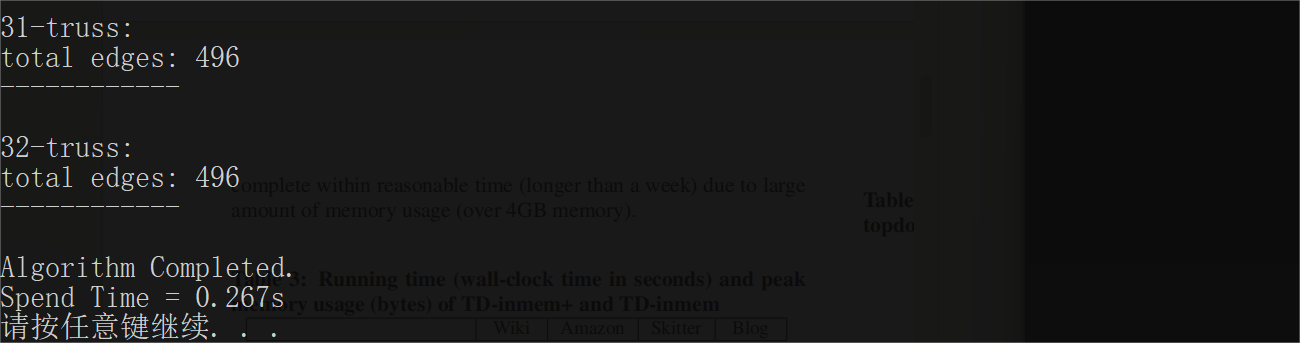 31-truss:
total edges: 496
------------
32-truss:
total edges: 496
------------
complete within reasonable time (longer than a week) due to large
amount of memory usage (over 4GB memory).
Table
topdo
Algorithm Completed.
Spend Time = 0.267s
请按任意键继续. . .
3: Running time (wall-clock time in seconds) and peak
usage (bytes) of TD-inmem+ and TD-inmem
Wiki Amazon Skitter Blog